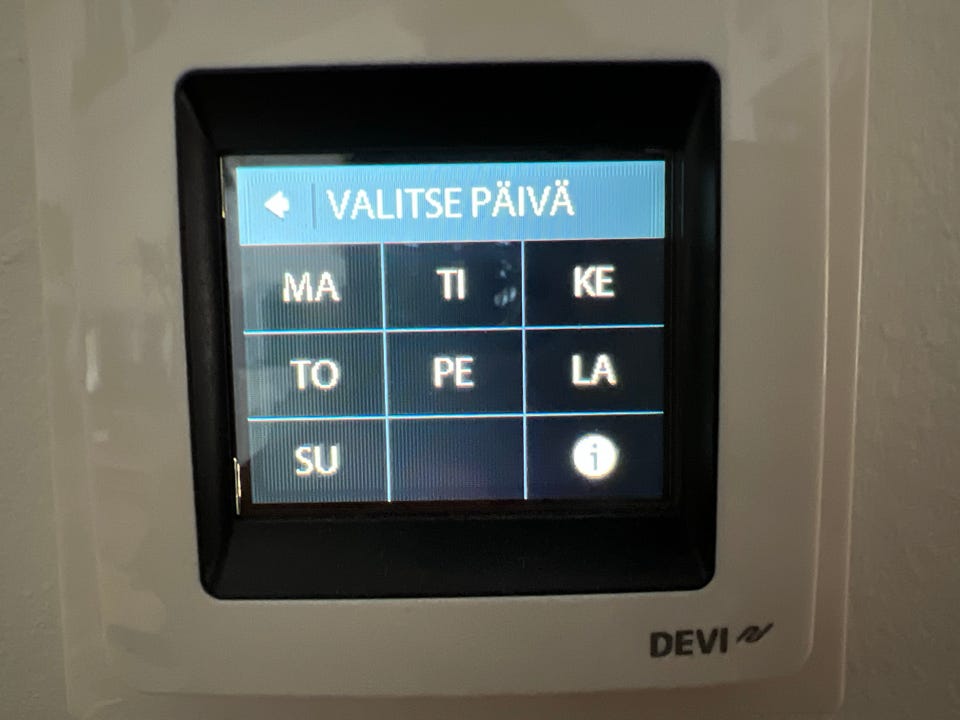 VALITSE PÄIVÄ
MA TI KE
TO PE LA
SU i
DEVI